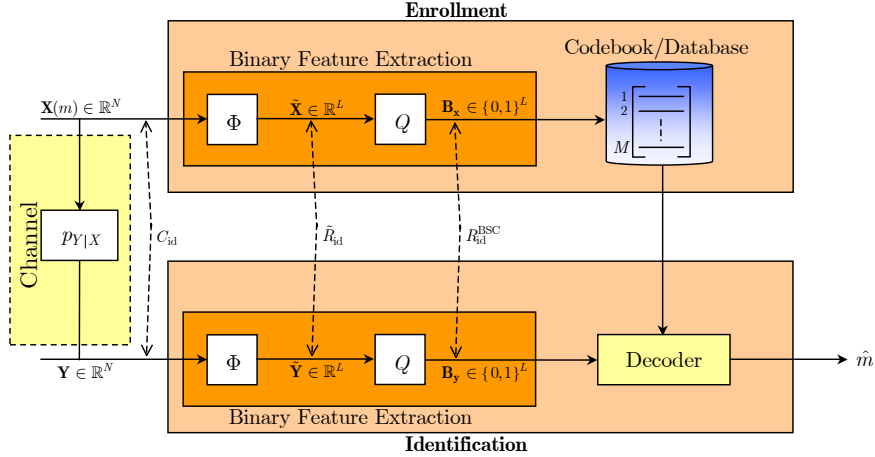 Enrollment
Binary Feature Extraction
Codebook/Database
X(m) ∈ ℝ^N
Φ
X̃ ∈ ℝ^L
Q
B_x ∈ {0,1}^L
1
2
M
Channel
p_{Y|X}
C_id
R̃_id
R_id^BSC
Y ∈ ℝ^N
Φ
Ỹ ∈ ℝ^L
Q
B_y ∈ {0,1}^L
Decoder
m̂
Binary Feature Extraction
Identification